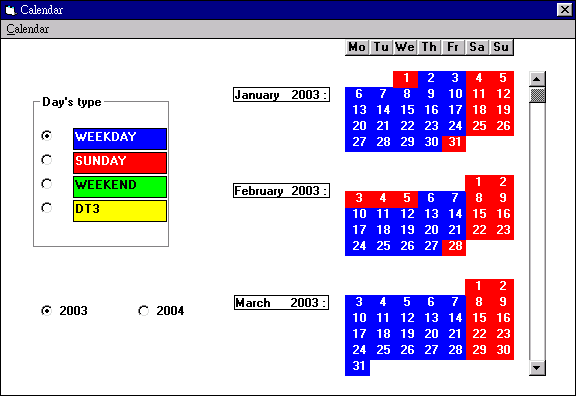 Calendar
Calendar
Mo Tu We Th Fr Sa Su
Day's type
WEEKDAY
SUNDAY
WEEKEND
DT3
2003 2004
January 2003 :
1 2 3 4 5
6 7 8 9 10 11 12
13 14 15 16 17 18 19
20 21 22 23 24 25 26
27 28 29 30 31
February 2003 :
1 2
3 4 5 6 7 8 9
10 11 12 13 14 15 16
17 18 19 20 21 22 23
24 25 26 27 28
March 2003 :
1 2
3 4 5 6 7 8 9
10 11 12 13 14 15 16
17 18 19 20 21 22 23
24 25 26 27 28 29 30
31